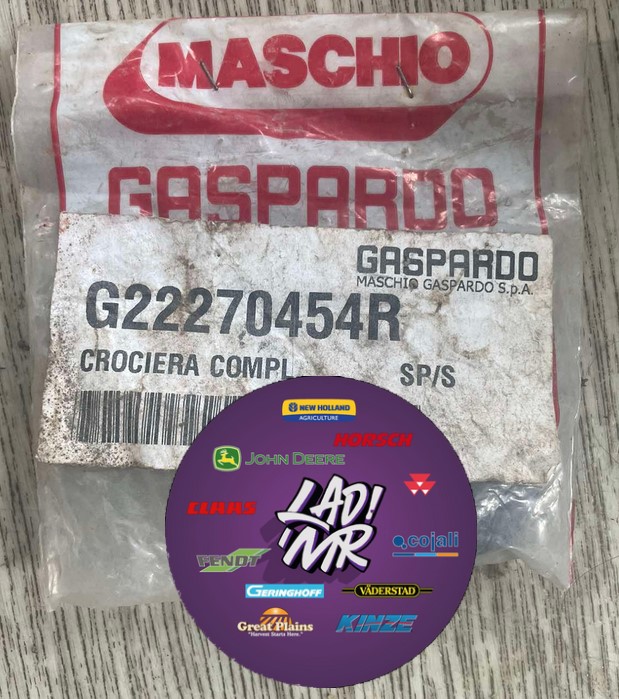 MASCHIO
GASPARDO
GASPARDO
MASCHIO GASPARDO S.p.A.
G22270454R
CROCIERA COMPL
SP/S
NEW HOLLAND
AGRICULTURE
HORSCH
JOHN DEERE
CLAAS
LAD!
'MR
cojali
FENDT
GERINGHOFF
VÄDERSTAD
Great Plains
"Harvest Starts Here."
KINZE